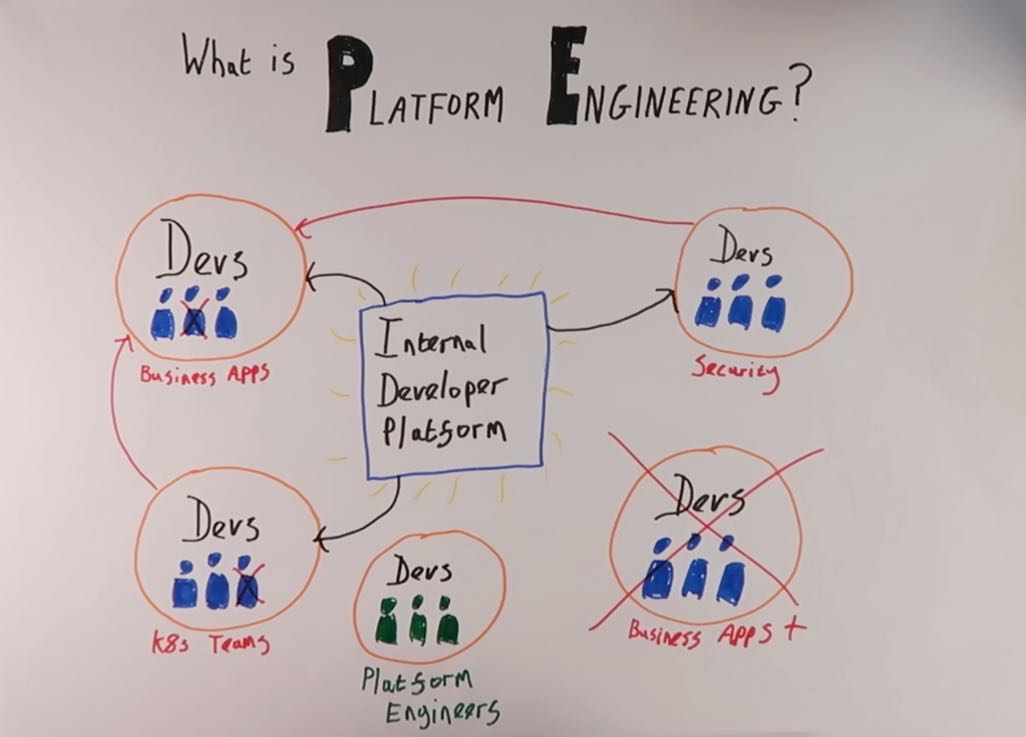 What is PLATFORM ENGINEERING?
Devs
Business Apps
Devs
Security
Internal
Developer
Platform
Devs
K8s Teams
Devs
Platform
Engineers
Devs
Business Apps +